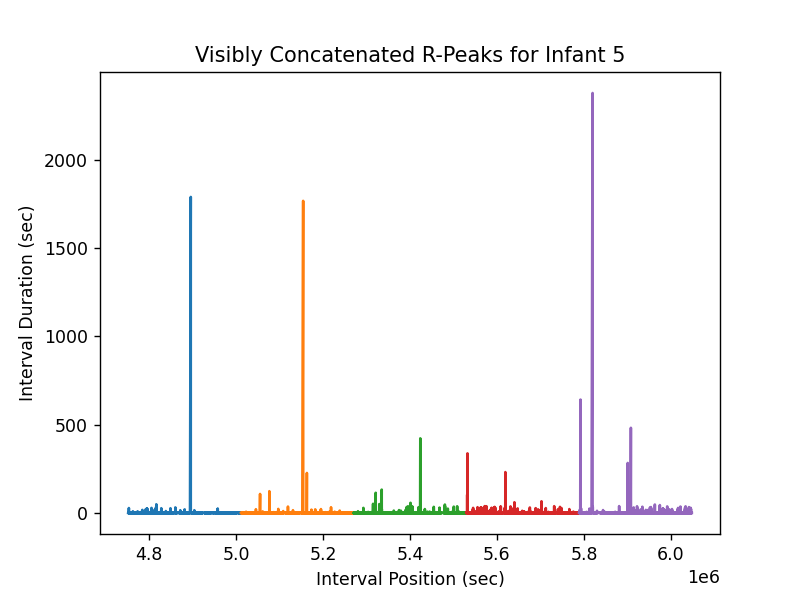 Visibly Concatenated R-Peaks for Infant 5
Interval Duration (sec)
2000
1500
1000
500
0
4.8 5.0 5.2 5.4 5.6 5.8 6.0
1e6
Interval Position (sec)